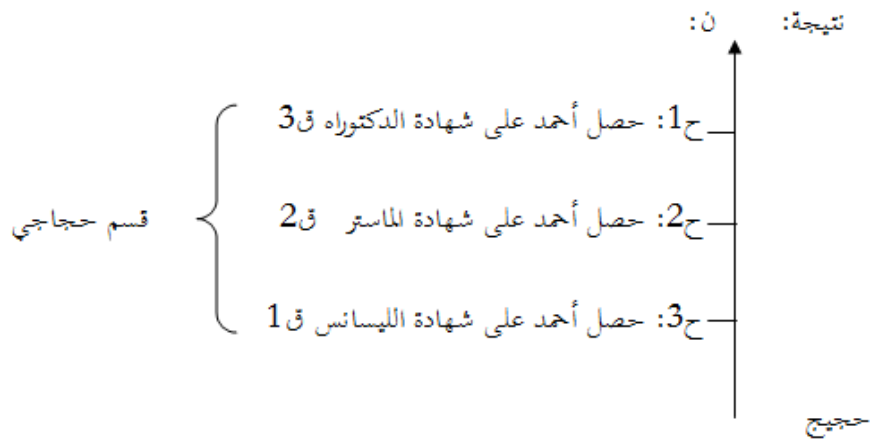 نتيجة: ن:
ح1: حصل أحمد على شهادة الدكتوراه ق3
ح2: حصل أحمد على شهادة الماستر ق2
قسم حجاجي
ح3: حصل أحمد على شهادة الليسانس ق1
حجيج